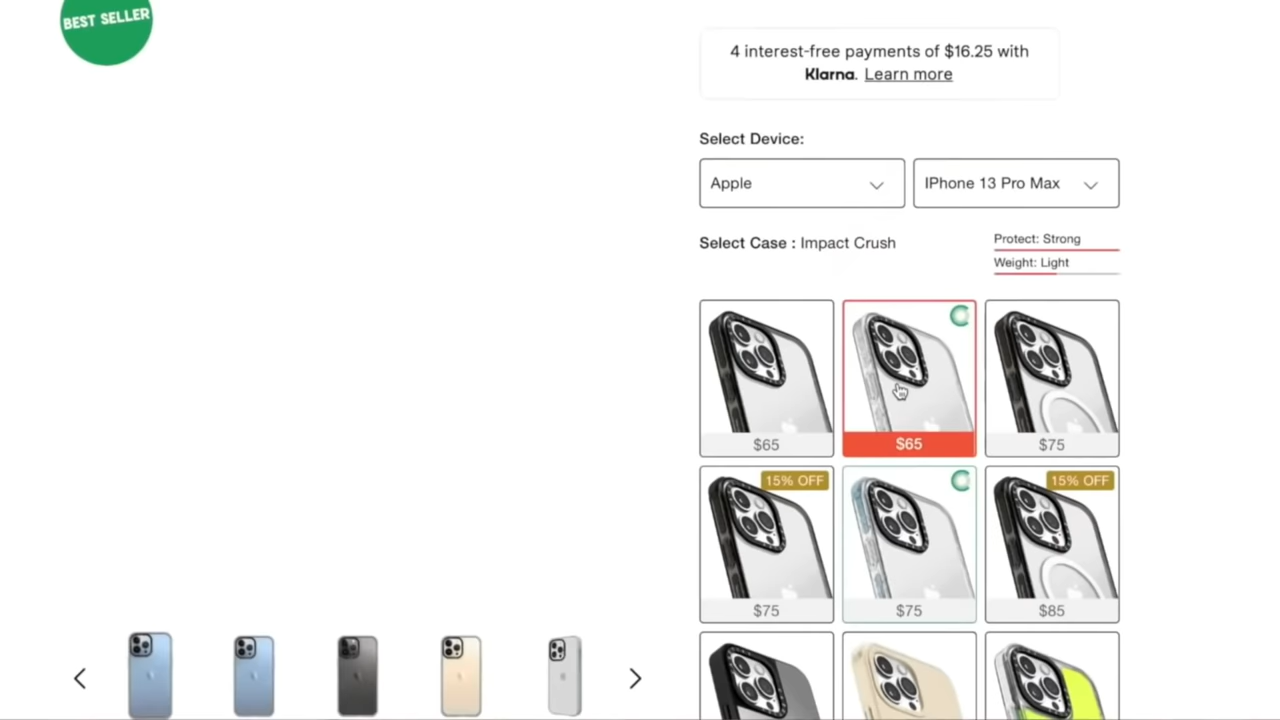 BEST SELLER
4 interest-free payments of $16.25 with
Klarna. Learn more
Select Device:
Apple
IPhone 13 Pro Max
Select Case : Impact Crush
Protect: Strong
Weight: Light
$65
$65
$75
15% OFF
15% OFF
$75
$75
$85